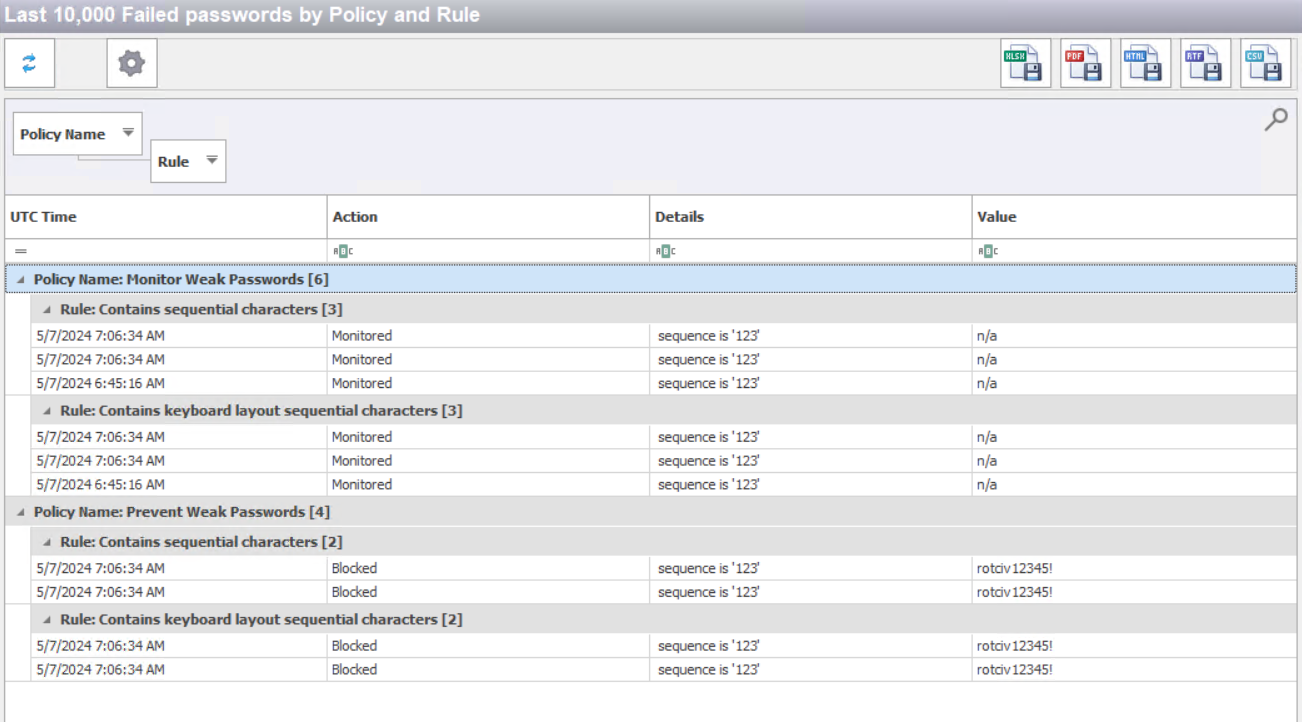 Last 10,000 Failed passwords by Policy and Rule
XLSX PDF HTML RTF CSV
Policy Name
Rule
UTC Time Action Details Value
= ABC ABC ABC
Policy Name: Monitor Weak Passwords [6]
Rule: Contains sequential characters [3]
5/7/2024 7:06:34 AM Monitored sequence is '123' n/a
5/7/2024 7:06:34 AM Monitored sequence is '123' n/a
5/7/2024 6:45:16 AM Monitored sequence is '123' n/a
Rule: Contains keyboard layout sequential characters [3]
5/7/2024 7:06:34 AM Monitored sequence is '123' n/a
5/7/2024 7:06:34 AM Monitored sequence is '123' n/a
5/7/2024 6:45:16 AM Monitored sequence is '123' n/a
Policy Name: Prevent Weak Passwords [4]
Rule: Contains sequential characters [2]
5/7/2024 7:06:34 AM Blocked sequence is '123' rotciv12345!
5/7/2024 7:06:34 AM Blocked sequence is '123' rotciv12345!
Rule: Contains keyboard layout sequential characters [2]
5/7/2024 7:06:34 AM Blocked sequence is '123' rotciv12345!
5/7/2024 7:06:34 AM Blocked sequence is '123' rotciv12345!